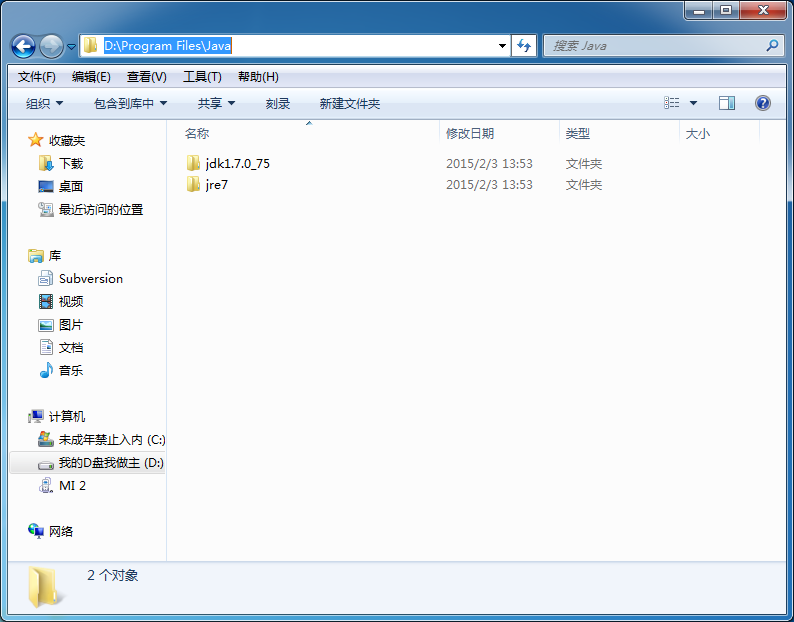 D:\Program Files\Java
搜索 Java
文件(F) 编辑(E) 查看(V) 工具(T) 帮助(H)
组织 包含到库中 共享 刻录 新建文件夹
名称 修改日期 类型 大小
jdk1.7.0_75 2015/2/3 13:53 文件夹
jre7 2015/2/3 13:53 文件夹
收藏夹
下载
桌面
最近访问的位置
库
Subversion
视频
图片
文档
音乐
计算机
未成年禁止入内 (C:)
我的D盘我做主 (D:)
MI 2
网络
2 个对象